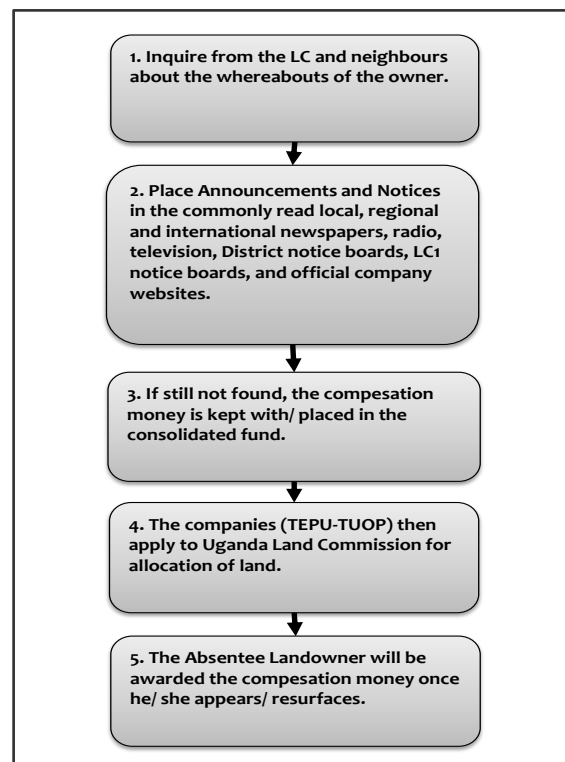 1. Inquire from the LC and neighbours
about the whereabouts of the owner.
2. Place Announcements and Notices
in the commonly read local, regional
and international newspapers, radio,
television, District notice boards, LC1
notice boards, and official company
websites.
3. If still not found, the compesation
money is kept with/ placed in the
consolidated fund.
4. The companies (TEPU-TUOP) then
apply to Uganda Land Commission for
allocation of land.
5. The Absentee Landowner will be
awarded the compesation money once
he/ she appears/ resurfaces.